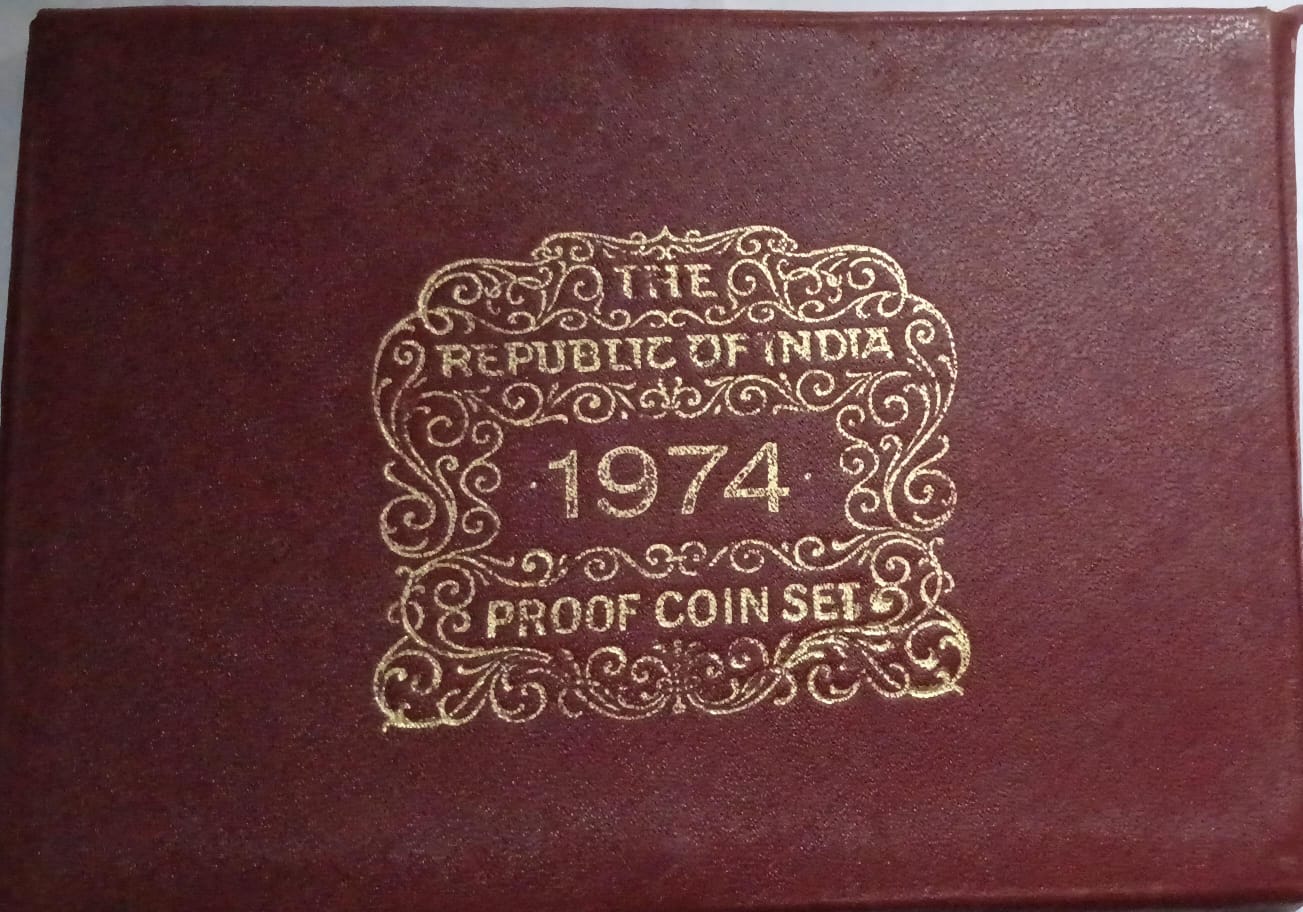 THE
REPUBLIC OF INDIA
1974
PROOF COIN SET